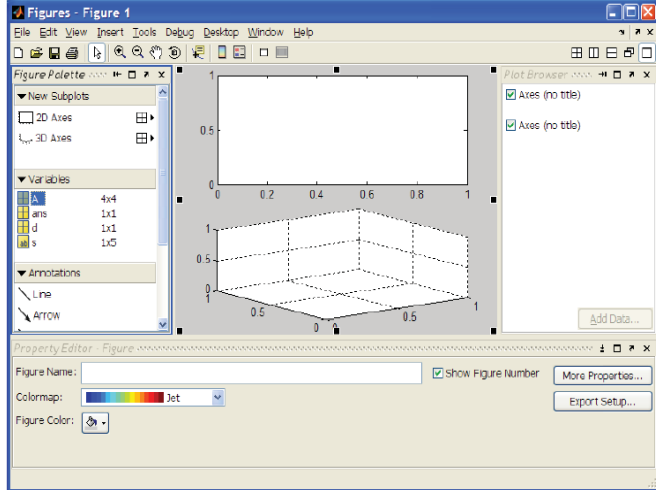 Figures - Figure 1
File Edit View Insert Tools Debug Desktop Window Help
Figure Palette
New Subplots
2D Axes
3D Axes
Variables
A 4x4
ans 1x1
d 1x1
ab s 1x5
Annotations
Line
Arrow
1
0.5
0
0 0.2 0.4 0.6 0.8 1
1
0.5
0
1
0.5
0 0
0.5
1
Plot Browser
Axes (no title)
Axes (no title)
Add Data...
Property Editor - Figure
Figure Name:
Show Figure Number
More Properties...
Colormap:
Jet
Export Setup...
Figure Color: